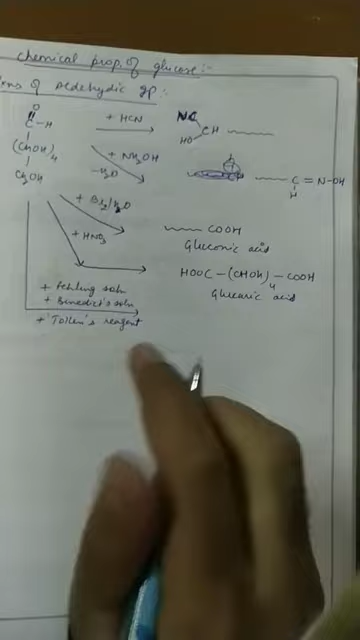 chemical prop. of glucose:-
ions of aldehydic gp:-
O
C-H
(CHOH)4
CH2OH
+ HCN
NC
HO
CH
+ NH2OH
-H2O
C=N-OH
H
+ Br2/H2O
COOH
Gluconic acid
+ HNO3
HOOC-(CHOH)4-COOH
Glucaric acid
+ Fehling soln
+ Benedict's soln
+ Tollen's reagent